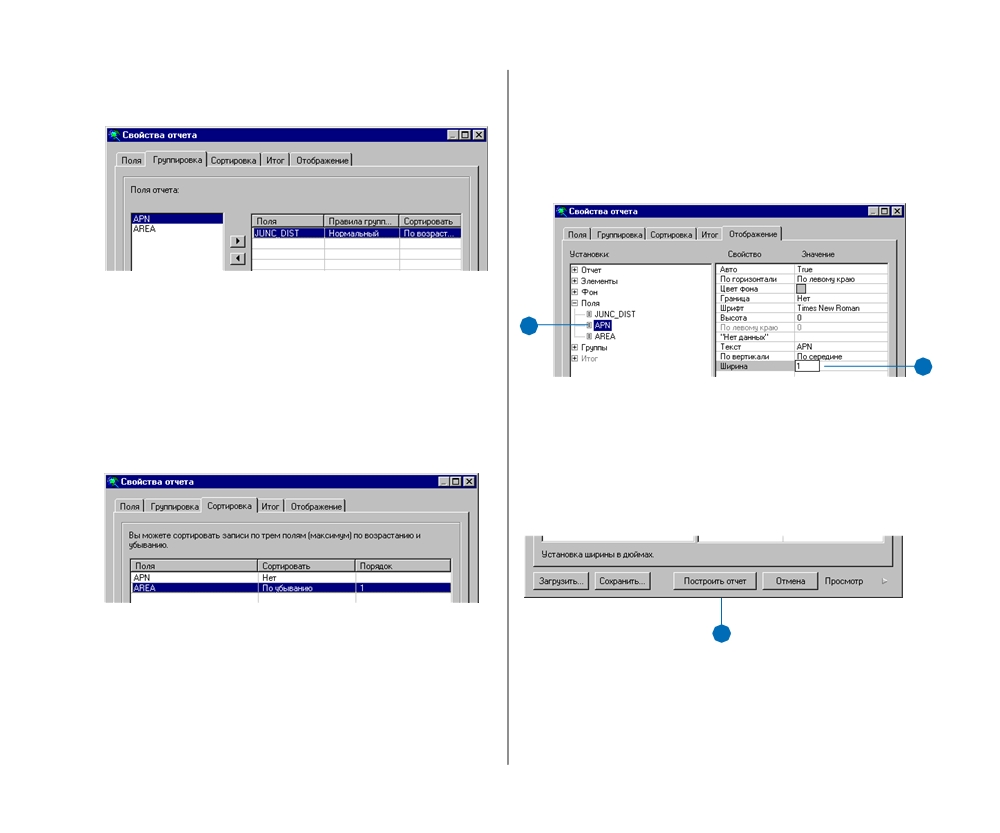 Свойства отчета
Поля Группировка Сортировка Итог Отображение
Поля отчета:
APN
AREA
Поля Правила групп... Сортировать
JUNC_DIST Нормальный По возраст...
Свойства отчета
Поля Группировка Сортировка Итог Отображение
Вы можете сортировать записи по трем полям (максимум) по возрастанию и
убыванию.
Поля Сортировать Порядок
APN Нет
AREA По убыванию 1
Свойства отчета
Поля Группировка Сортировка Итог Отображение
Установки: Свойство Значение
Отчет
Элементы
Фон
Поля
JUNC_DIST
APN
AREA
Группы
Итог
Авто True
По горизонтали По левому краю
Цвет фона
Граница Нет
Шрифт Times New Roman
Высота 0
По левому краю 0
"Нет данных"
Текст APN
По вертикали По середине
Ширина 1
Установка ширины в дюймах.
Загрузить... Сохранить... Построить отчет Отмена Просмотр